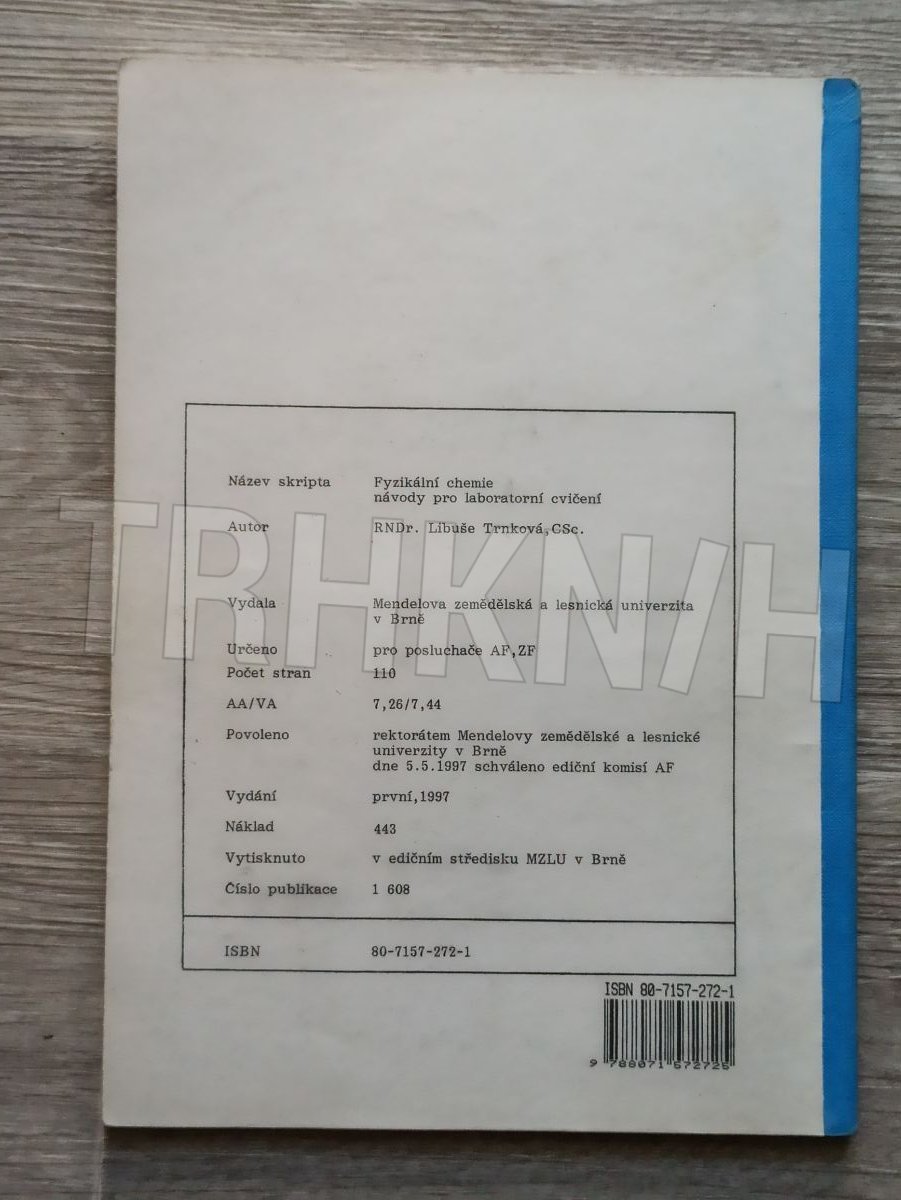 Název skripta Fyzikální chemie
návody pro laboratorní cvičení
Autor RNDr. Libuše Trnková,CSc.
TRHKN/H
Vydala Mendelova zemědělská a lesnická univerzita
v Brně
Určeno pro posluchače AF,ZF
Počet stran 110
AA/VA 7,26/7,44
Povoleno rektorátem Mendelovy zemědělské a lesnické
univerzity v Brně
dne 5.5.1997 schváleno ediční komisí AF
Vydání první,1997
Náklad 443
Vytisknuto v edičním středisku MZLU v Brně
Číslo publikace 1 608
ISBN 80-7157-272-1
ISBN 80-7157-272-1
9 788071 572725